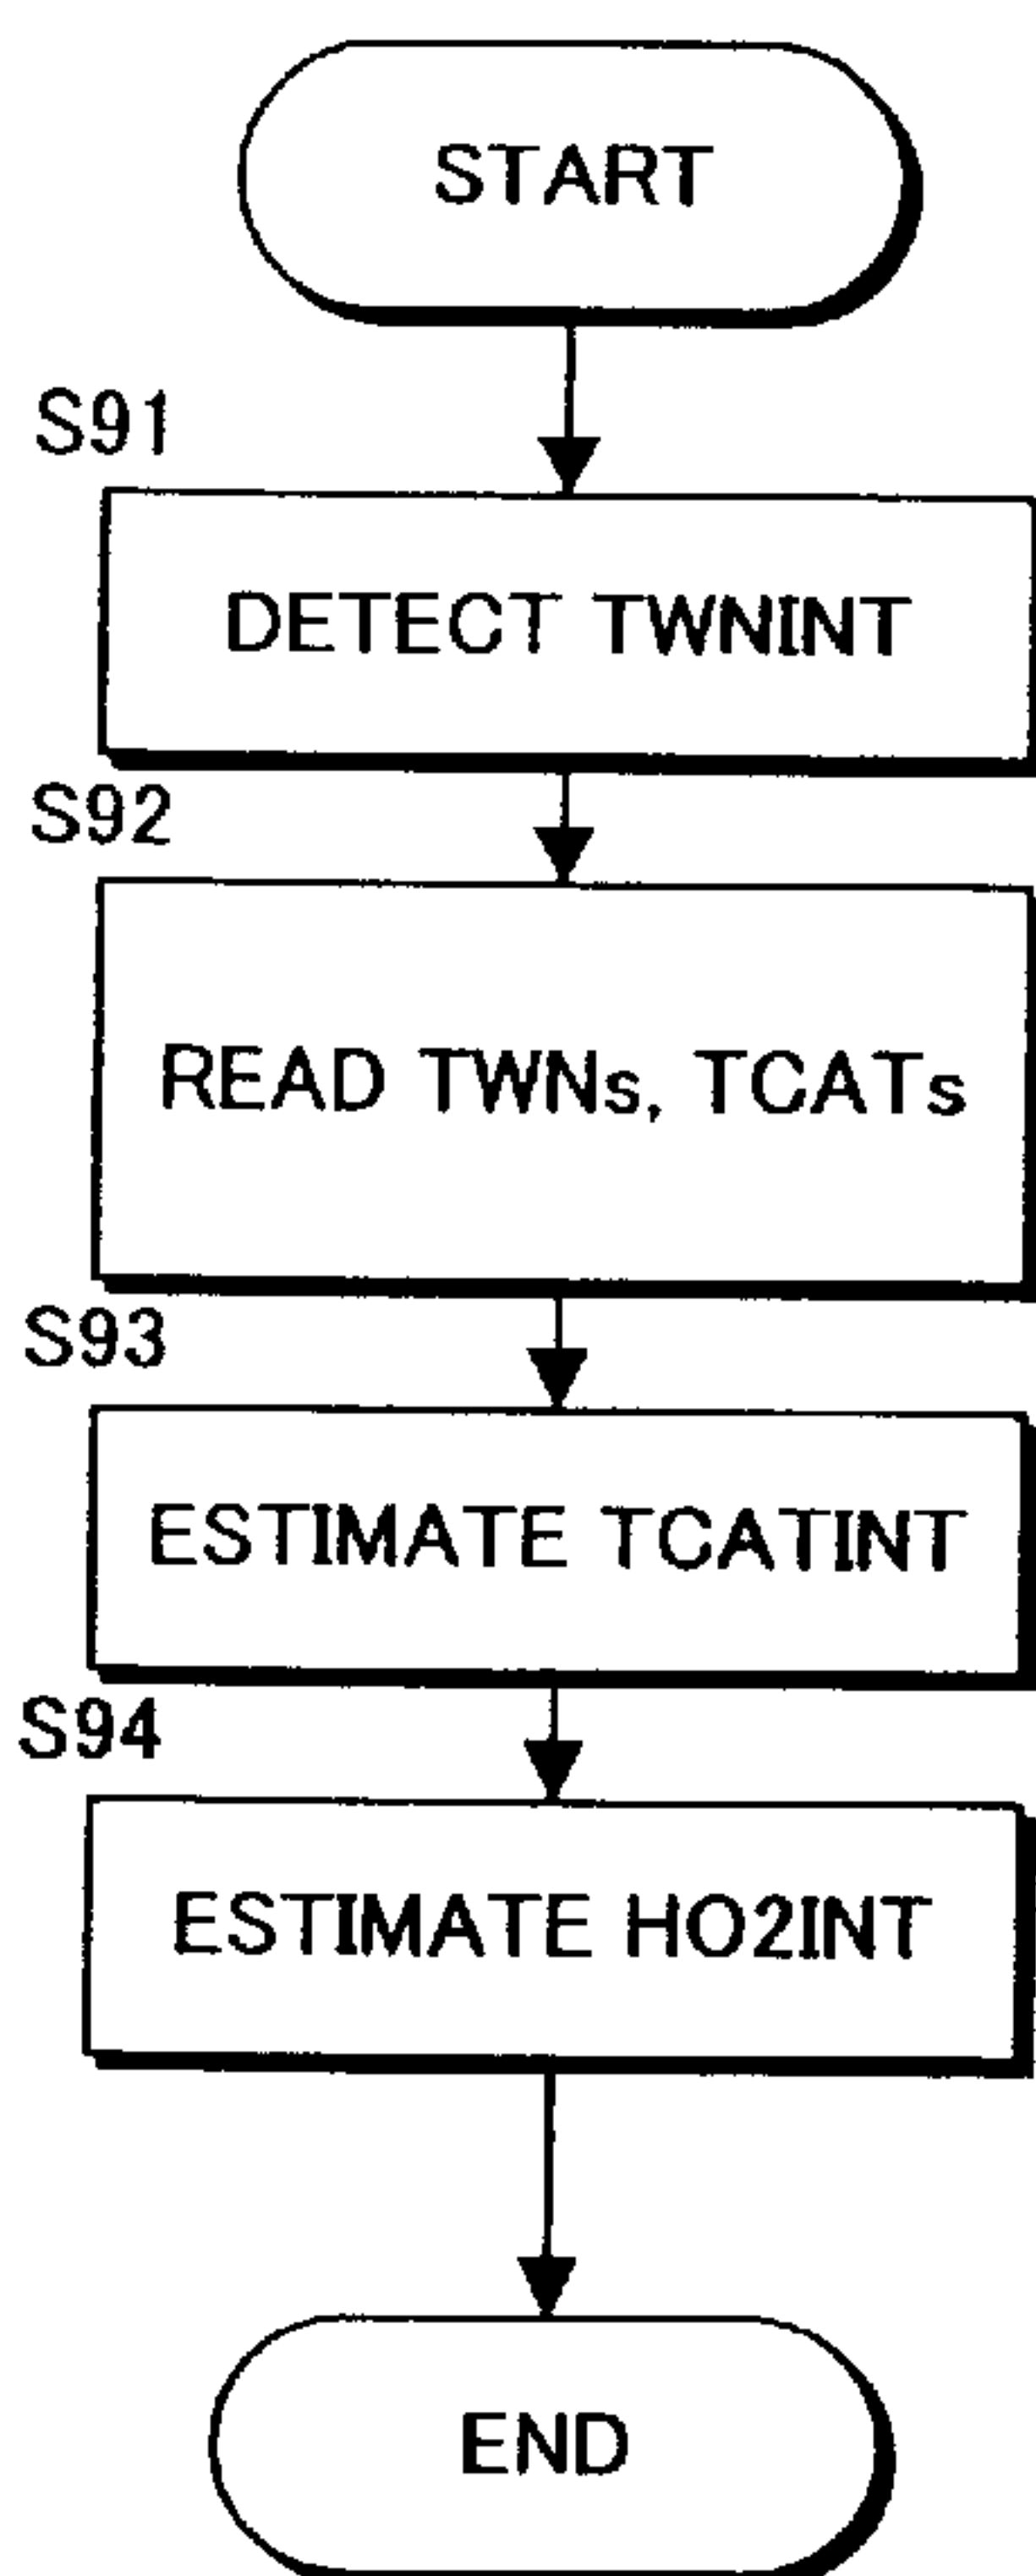 START
S91
DETECT TWNINT
S92
READ TWNs, TCATs
S93
ESTIMATE TCATINT
S94
ESTIMATE HO2INT
END